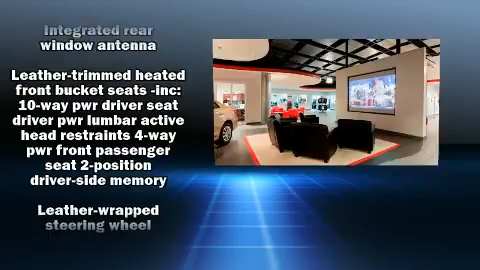 Integrated rear
window antenna
Leather-trimmed heated
front bucket seats -inc:
10-way pwr driver seat
driver pwr lumbar active
head restraints 4-way
pwr front passenger
seat 2-position
driver-side memory
Leather-wrapped
steering wheel